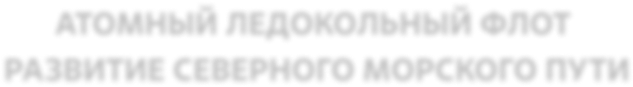 АТОМНЫЙ ЛЕДОКОЛЬНЫЙ ФЛОТ
РАЗВИТИЕ СЕВЕРНОГО МОРСКОГО ПУТИ